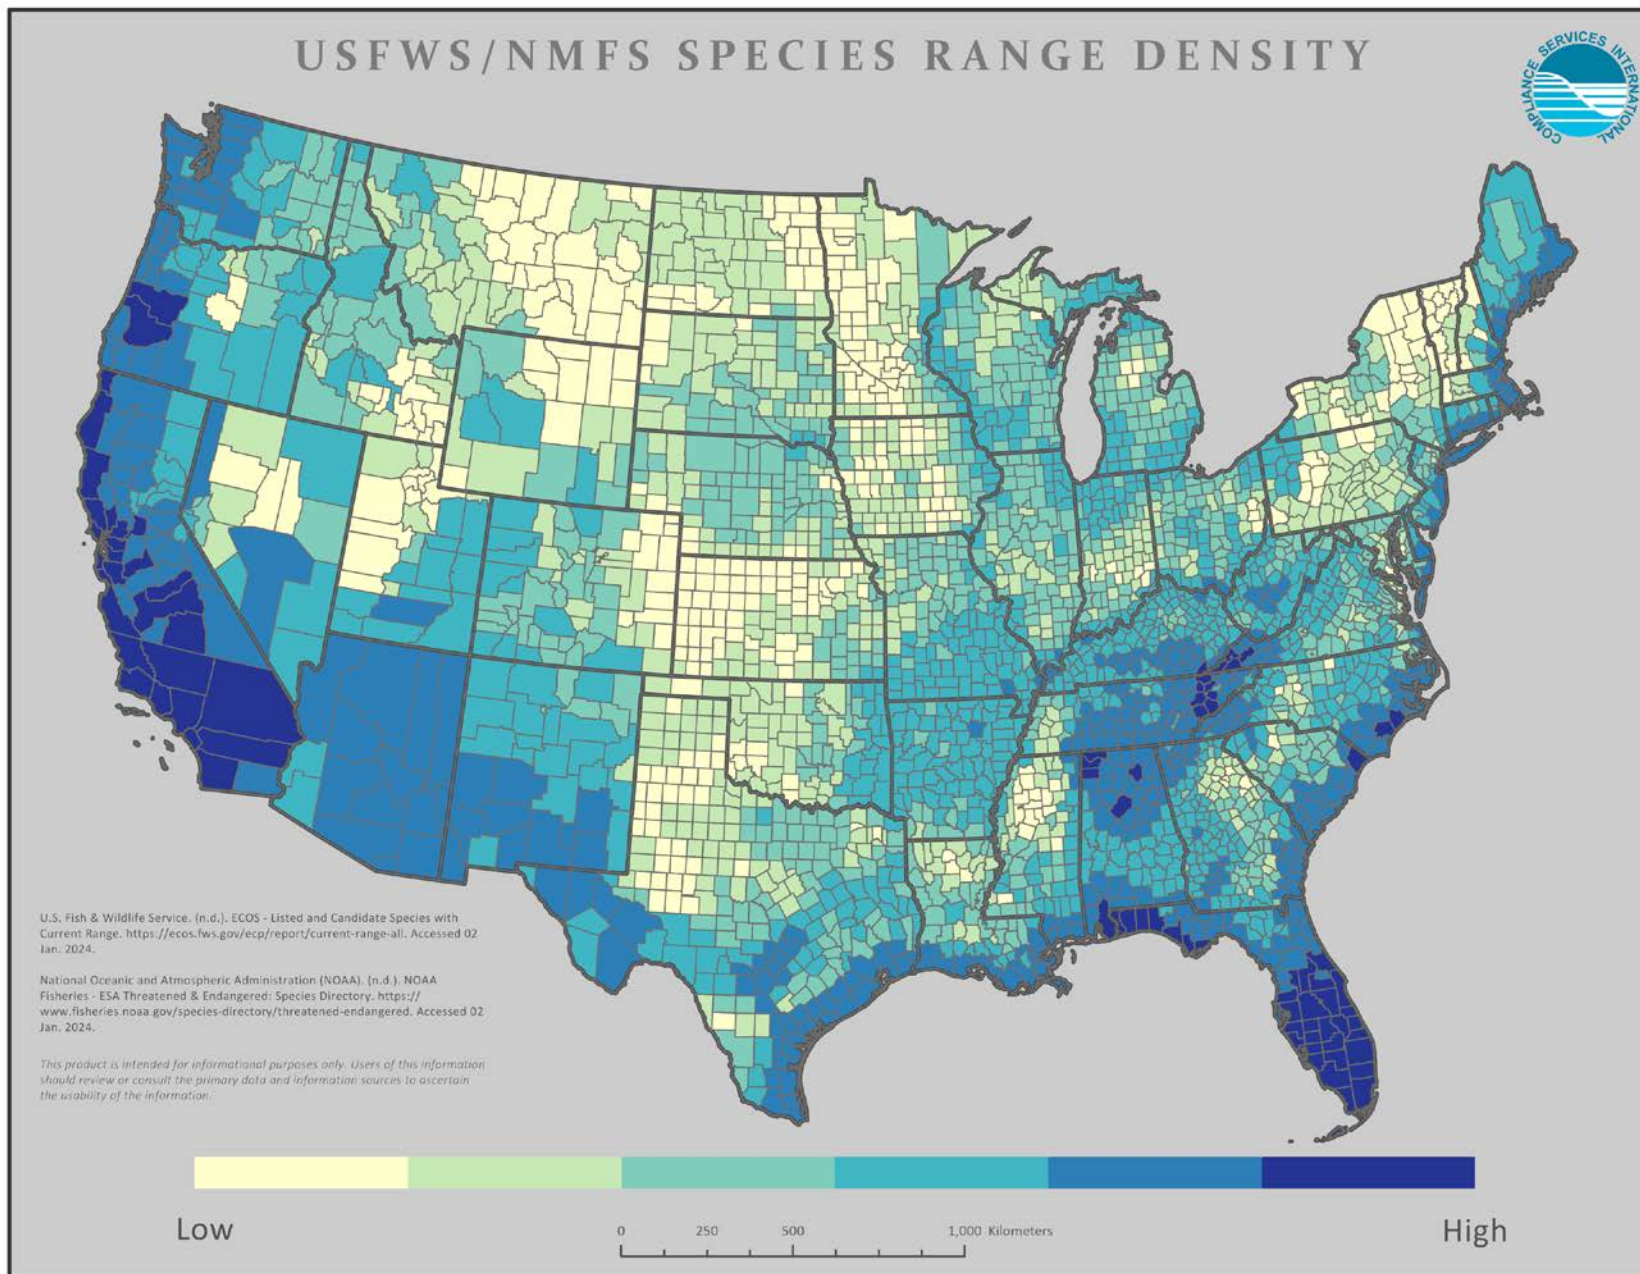 USFWS/NMFS SPECIES RANGE DENSITY
COMPLIANCE SERVICES INTERNATIONAL
U.S. Fish & Wildlife Service. (n.d.). ECOS - Listed and Candidate Species with
Current Range. https://ecos.fws.gov/ecp/report/current-range-all. Accessed 02
Jan. 2024.
National Oceanic and Atmospheric Administration (NOAA). (n.d.). NOAA
Fisheries - ESA Threatened & Endangered: Species Directory. https://
www.fisheries.noaa.gov/species-directory/threatened-endangered. Accessed 02
Jan. 2024.
This product is intended for informational purposes only. Users of this information
should review or consult the primary data and information sources to ascertain
the usability of the information.
Low
High
0 250 500 1,000 Kilometers